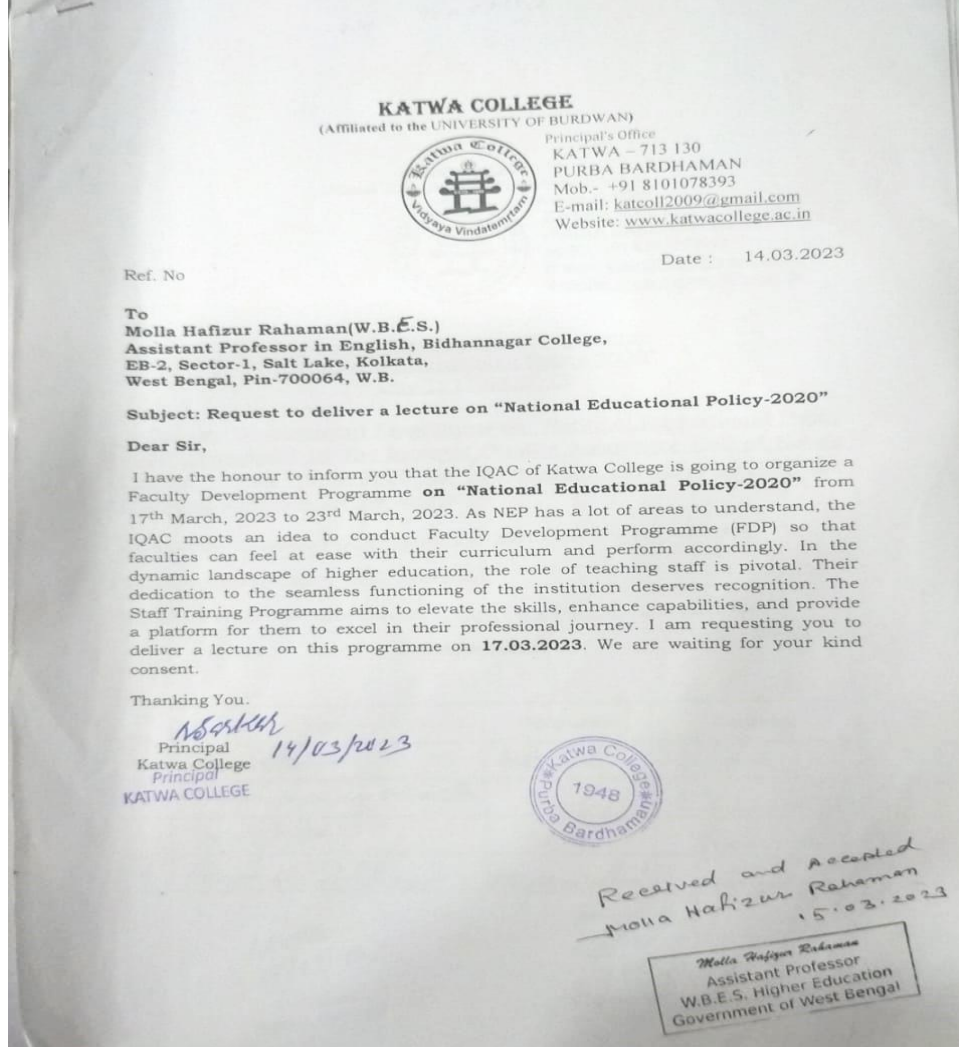 KATWA COLLEGE
(Affiliated to the UNIVERSITY OF BURDWAN)
Katwa College
Vidyaya Vindatemrtam
Principal's Office
KATWA – 713 130
PURBA BARDHAMAN
Mob.- +91 8101078393
E-mail: katcoll2009@gmail.com
Website: www.katwacollege.ac.in
Date : 14.03.2023
Ref. No
To
Molla Hafizur Rahaman(W.B.E.S.)
Assistant Professor in English, Bidhannagar College,
EB-2, Sector-1, Salt Lake, Kolkata,
West Bengal, Pin-700064, W.B.
Subject: Request to deliver a lecture on “National Educational Policy-2020”
Dear Sir,
I have the honour to inform you that the IQAC of Katwa College is going to organize a
Faculty Development Programme on “National Educational Policy-2020” from
17th March, 2023 to 23rd March, 2023. As NEP has a lot of areas to understand, the
IQAC moots an idea to conduct Faculty Development Programme (FDP) so that
faculties can feel at ease with their curriculum and perform accordingly. In the
dynamic landscape of higher education, the role of teaching staff is pivotal. Their
dedication to the seamless functioning of the institution deserves recognition. The
Staff Training Programme aims to elevate the skills, enhance capabilities, and provide
a platform for them to excel in their professional journey. I am requesting you to
deliver a lecture on this programme on 17.03.2023. We are waiting for your kind
consent.
Thanking You.
Principal 14/03/2023
Katwa College
Principal
KATWA COLLEGE
Katwa College
1948
Purba Bardhaman
Received and Accepted
Molla Hafizur Rahaman
15.03.2023
Molla Hafizur Rahaman
Assistant Professor
W.B.E.S. Higher Education
Government of West Bengal